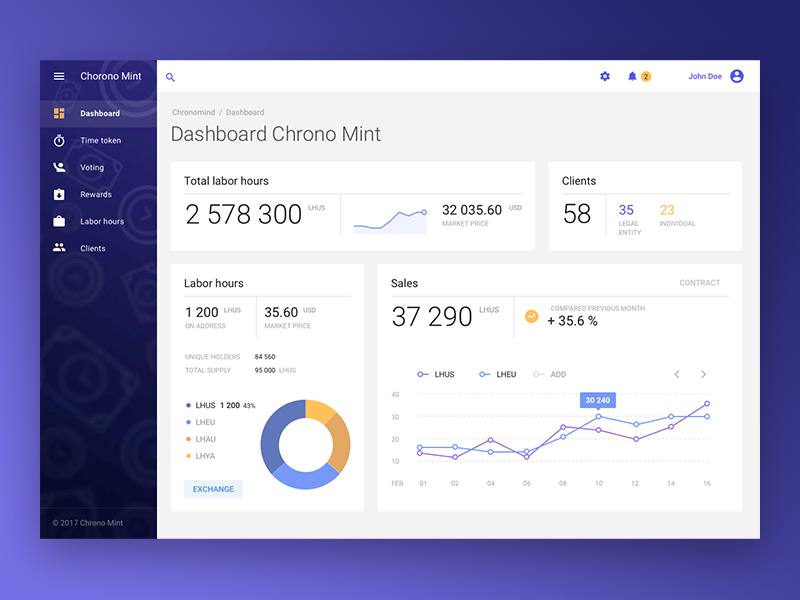 Chorono Mint
2
John Doe
Dashboard
Time token
Voting
Rewards
Labor hours
Clients
© 2017 Chrono Mint
Chronomind / Dashboard
Dashboard Chrono Mint
Total labor hours
2 578 300 LHUS
32 035.60 USD
MARKET PRICE
Clients
58
35
LEGAL
ENTITY
23
INDIVIDUAL
Labor hours
1 200 LHUS
ON ADDRESS
35.60 USD
MARKET PRICE
UNIQUE HOLDERS 84 560
TOTAL SUPPLY 95 000 LHUS
LHUS 1 200 43%
LHEU
LHAU
LHYA
EXCHANGE
Sales
CONTRACT
37 290 LHUS
COMPARED PREVIOUS MONTH
+ 35.6 %
LHUS LHEU ADD
30 240
40
30
20
10
FEB 01 02 04 06 08 10 12 14 16